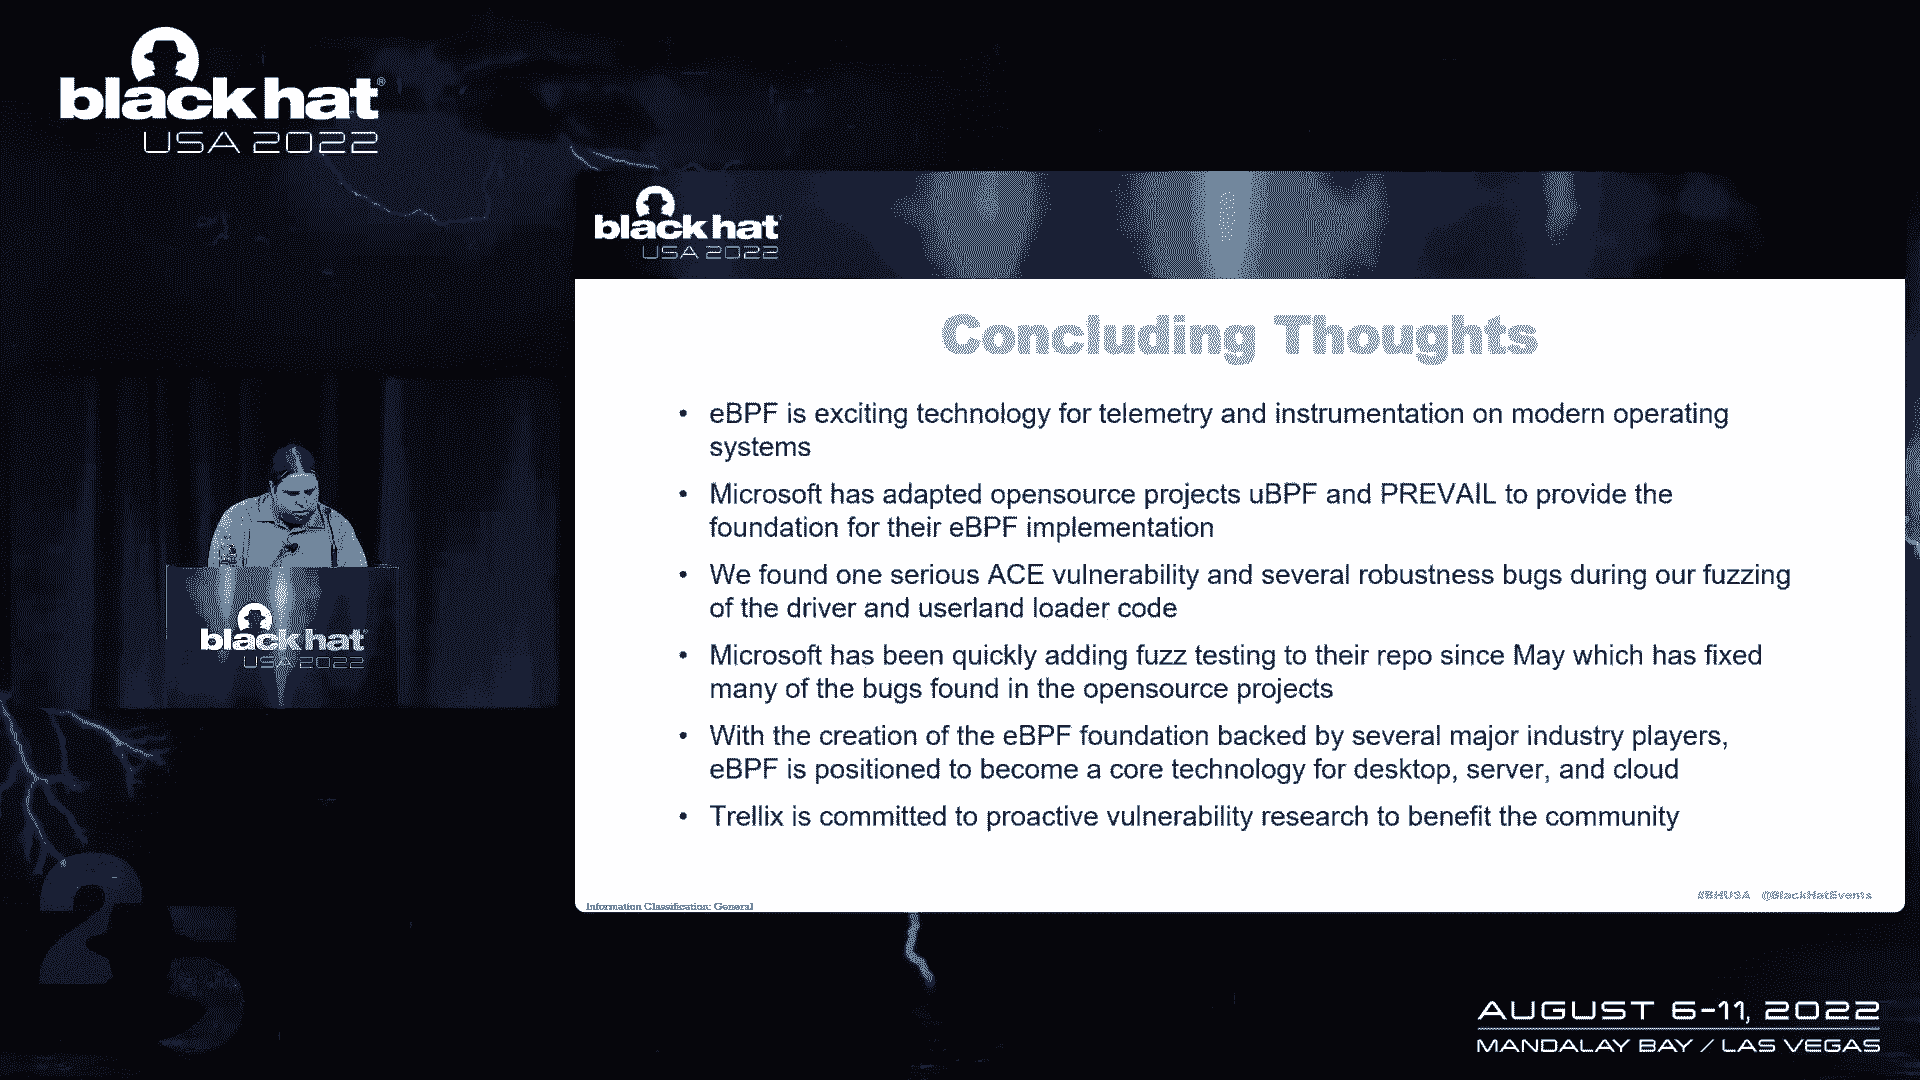 black hat®
USA 2022
black hat
USA 2022
Concluding Thoughts
• eBPF is exciting technology for telemetry and instrumentation on modern operating
systems
• Microsoft has adapted opensource projects uBPF and PREVAIL to provide the
foundation for their eBPF implementation
• We found one serious ACE vulnerability and several robustness bugs during our fuzzing
of the driver and userland loader code
• Microsoft has been quickly adding fuzz testing to their repo since May which has fixed
many of the bugs found in the opensource projects
• With the creation of the eBPF foundation backed by several major industry players,
eBPF is positioned to become a core technology for desktop, server, and cloud
• Trellix is committed to proactive vulnerability research to benefit the community
#BHUSA @BlackHatEvents
Information Classification: General
black hat
USA 2022
25
AUGUST 6-11, 2022
MANDALAY BAY / LAS VEGAS